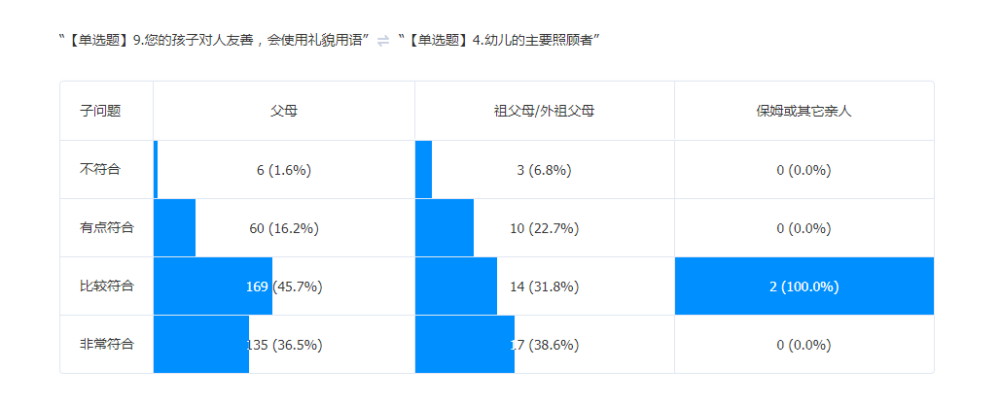 “【单选题】9.您的孩子对人友善，会使用礼貌用语” ⇌ “【单选题】4.幼儿的主要照顾者”
子问题 父母 祖父母/外祖父母 保姆或其它亲人
不符合 6 (1.6%) 3 (6.8%) 0 (0.0%)
有点符合 60 (16.2%) 10 (22.7%) 0 (0.0%)
比较符合 169 (45.7%) 14 (31.8%) 2 (100.0%)
非常符合 135 (36.5%) 17 (38.6%) 0 (0.0%)